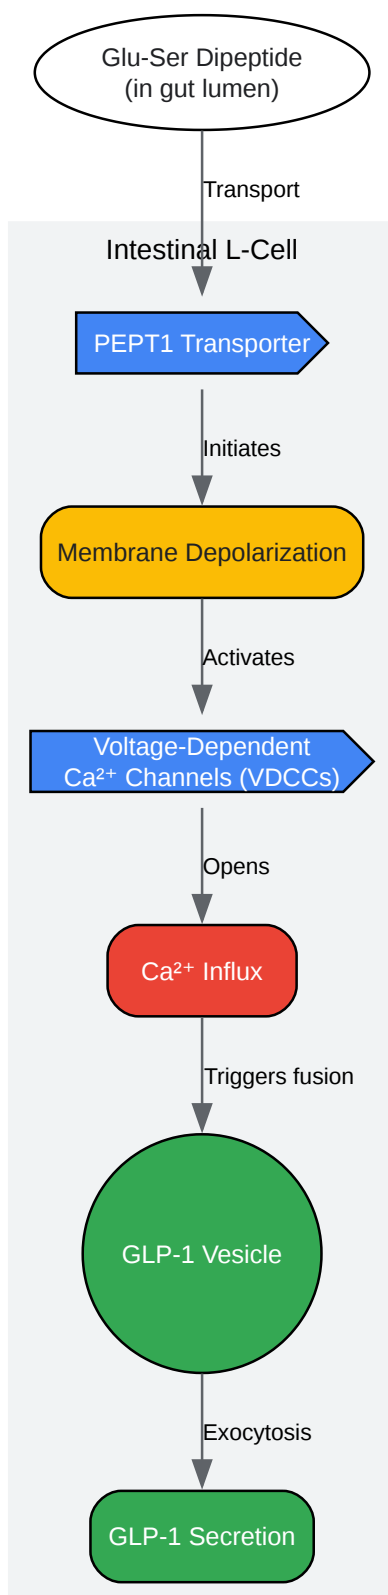 Glu-Ser Dipeptide
(in gut lumen)
Transport
Intestinal L-Cell
PEPT1 Transporter
Initiates
Membrane Depolarization
Activates
Voltage-Dependent
Ca²⁺ Channels (VDCCs)
Opens
Ca²⁺ Influx
Triggers fusion
GLP-1 Vesicle
Exocytosis
GLP-1 Secretion